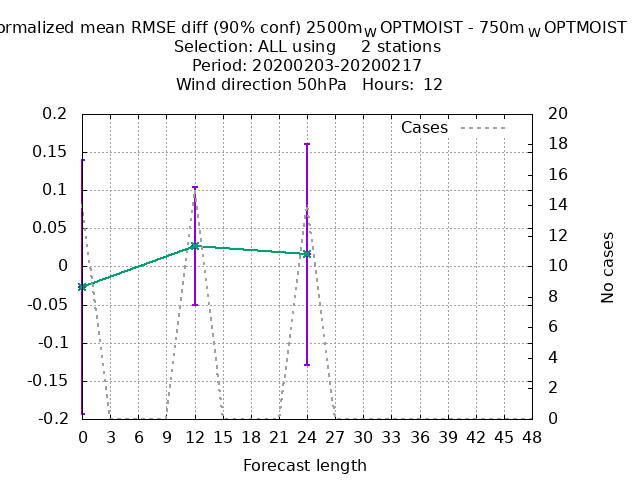 ormalized mean RMSE diff (90% conf) 2500m W OPTMOIST - 750m W OPTMOIST
Selection: ALL using 2 stations
Period: 20200203-20200217
Wind direction 50hPa Hours: 12
Cases
0.2
0.15
0.1
0.05
0
-0.05
-0.1
-0.15
-0.2
20
18
16
14
12
10
8
6
4
2
0
No cases
0 3 6 9 12 15 18 21 24 27 30 33 36 39 42 45 48
Forecast length